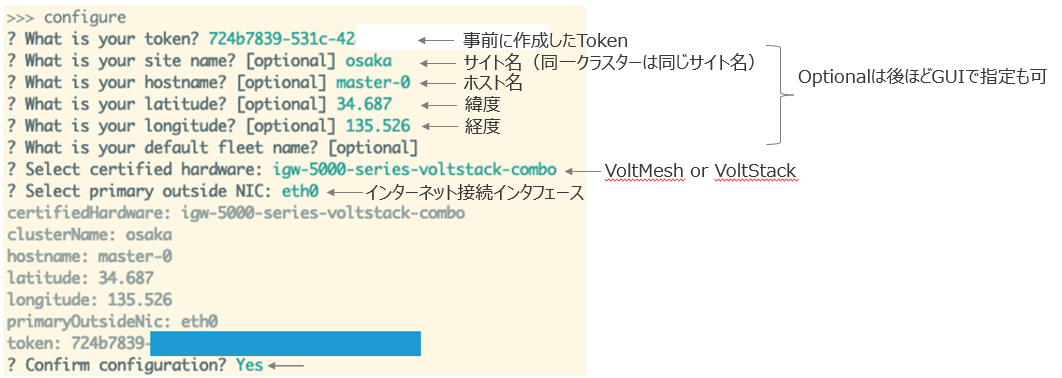 >>> configure
? What is your token? 724b7839-531c-42 事前に作成したToken
? What is your site name? [optional] osaka サイト名（同一クラスターは同じサイト名）
? What is your hostname? [optional] master-0 ホスト名
Optionalは後ほどGUIで指定も可
? What is your latitude? [optional] 34.687 緯度
? What is your longitude? [optional] 135.526 経度
? What is your default fleet name? [optional]
? Select certified hardware: igw-5000-series-voltstack-combo VoltMesh or VoltStack
? Select primary outside NIC: eth0 インターネット接続インタフェース
certifiedHardware: igw-5000-series-voltstack-combo
clusterName: osaka
hostname: master-0
latitude: 34.687
longitude: 135.526
primaryOutsideNic: eth0
token: 724b7839-
? Confirm configuration? Yes